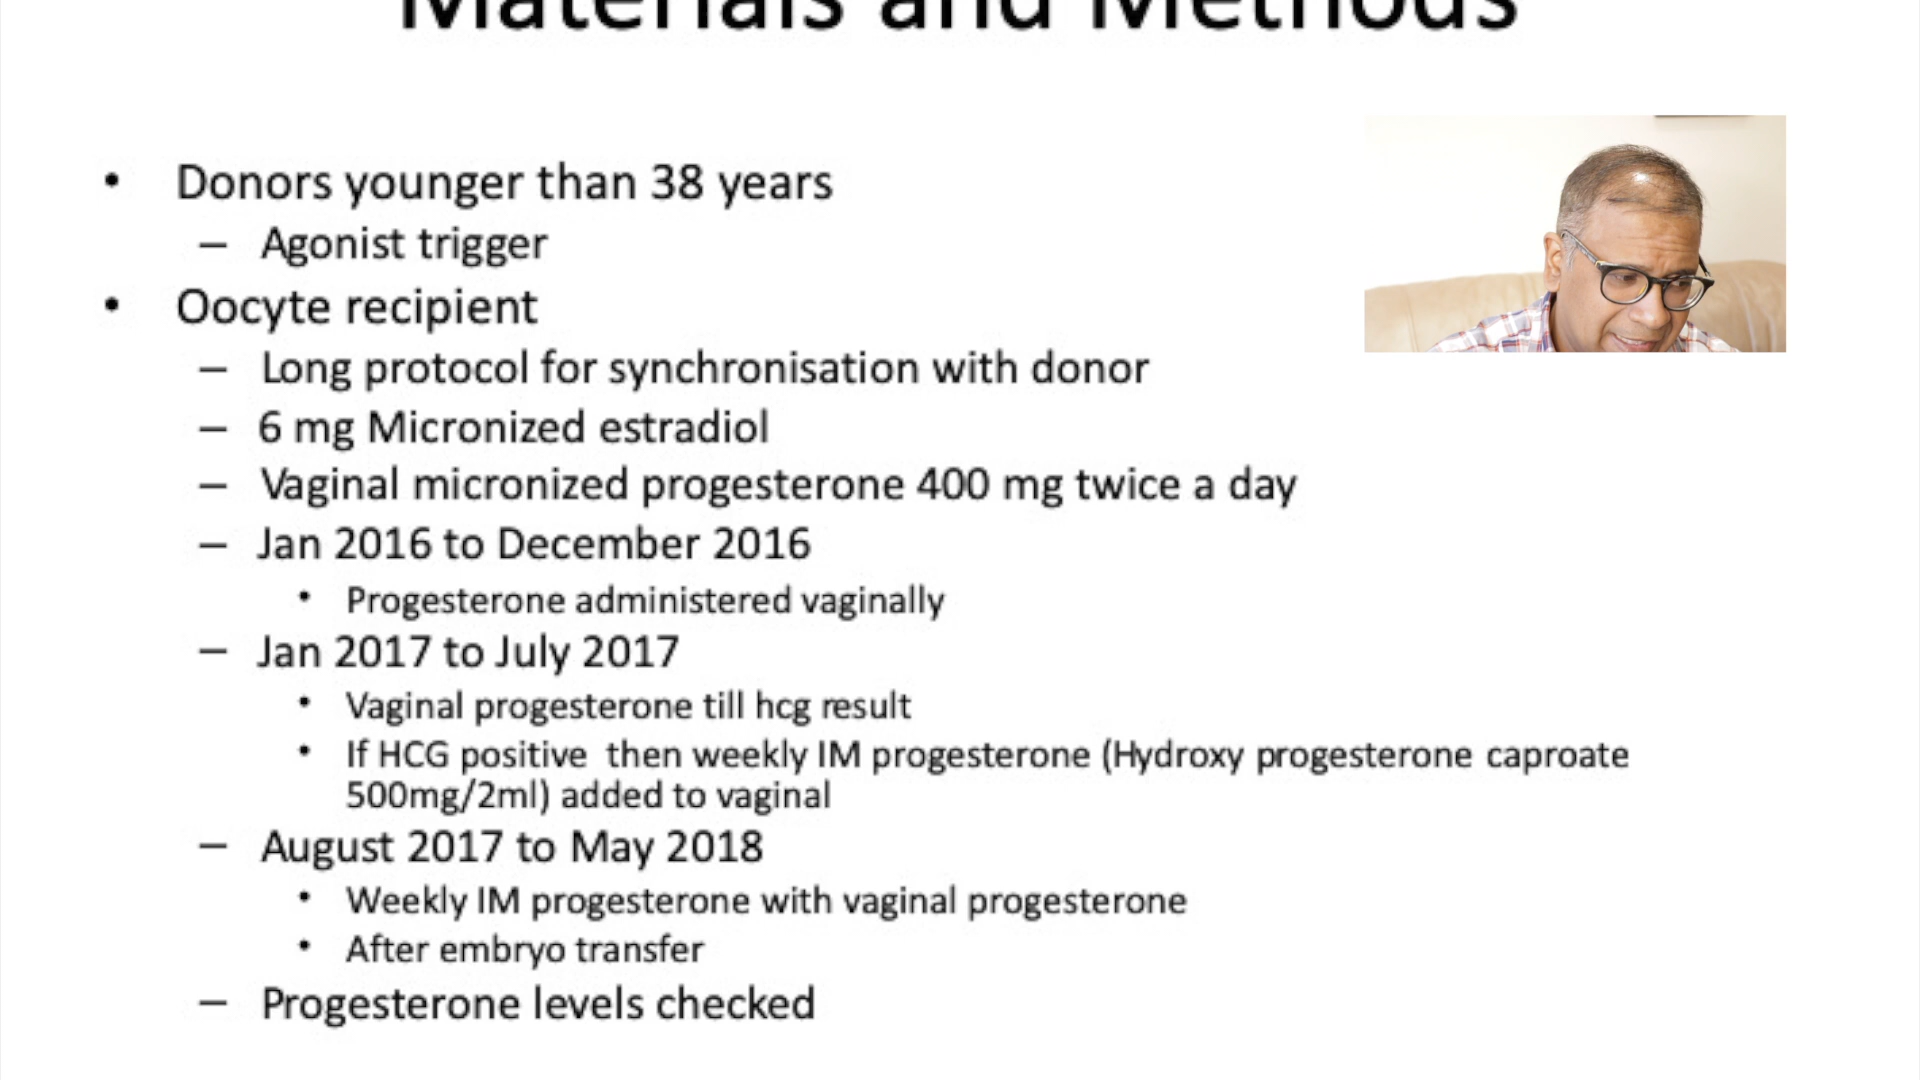 Materials and Methods
• Donors younger than 38 years
– Agonist trigger
• Oocyte recipient
– Long protocol for synchronisation with donor
– 6 mg Micronized estradiol
– Vaginal micronized progesterone 400 mg twice a day
– Jan 2016 to December 2016
• Progesterone administered vaginally
– Jan 2017 to July 2017
• Vaginal progesterone till hcg result
• If HCG positive then weekly IM progesterone (Hydroxy progesterone caproate
500mg/2ml) added to vaginal
– August 2017 to May 2018
• Weekly IM progesterone with vaginal progesterone
• After embryo transfer
– Progesterone levels checked